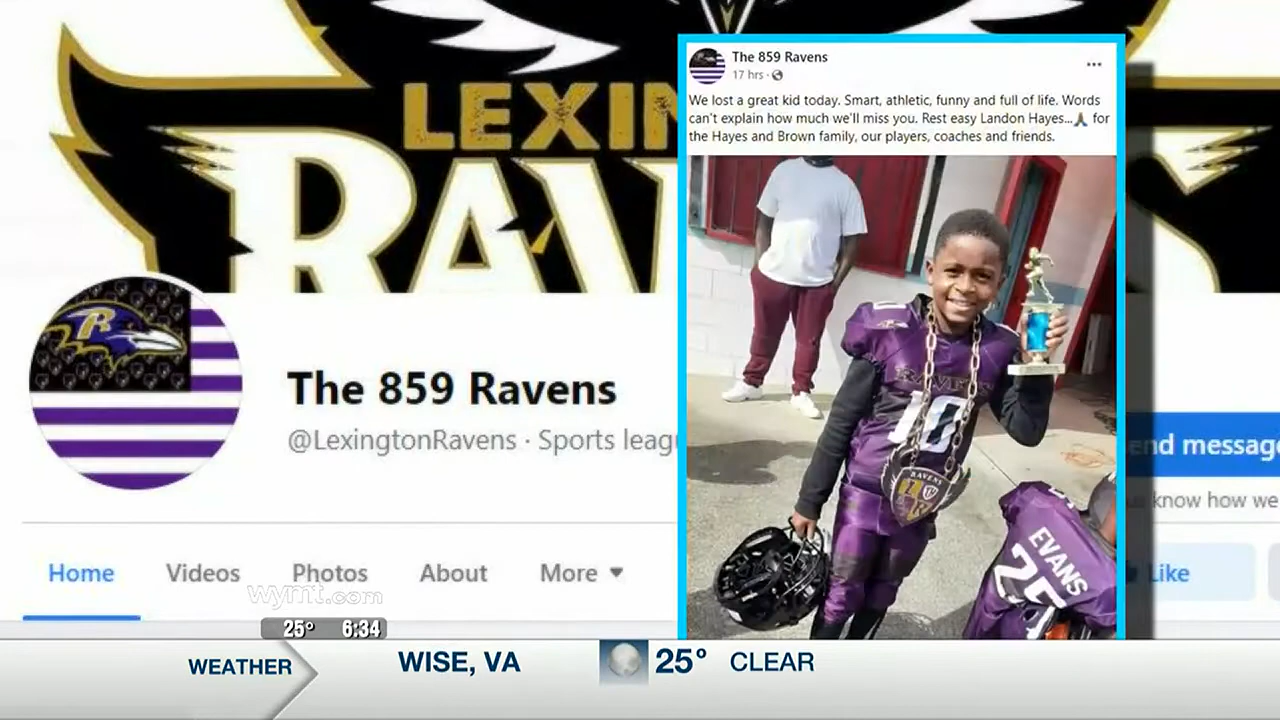 LEXIN
RAV
The 859 Ravens
17 hrs ·
We lost a great kid today. Smart, athletic, funny and full of life. Words
can't explain how much we'll miss you. Rest easy Landon Hayes...🙏 for
the Hayes and Brown family, our players, coaches and friends.
10
RAVENS
EVANS
25
R
The 859 Ravens
@LexingtonRavens · Sports leagu
end message
know how we
Home
Videos
Photos
About
More
Like
wymt.com
25° 6:34
WEATHER
WISE, VA
25° CLEAR